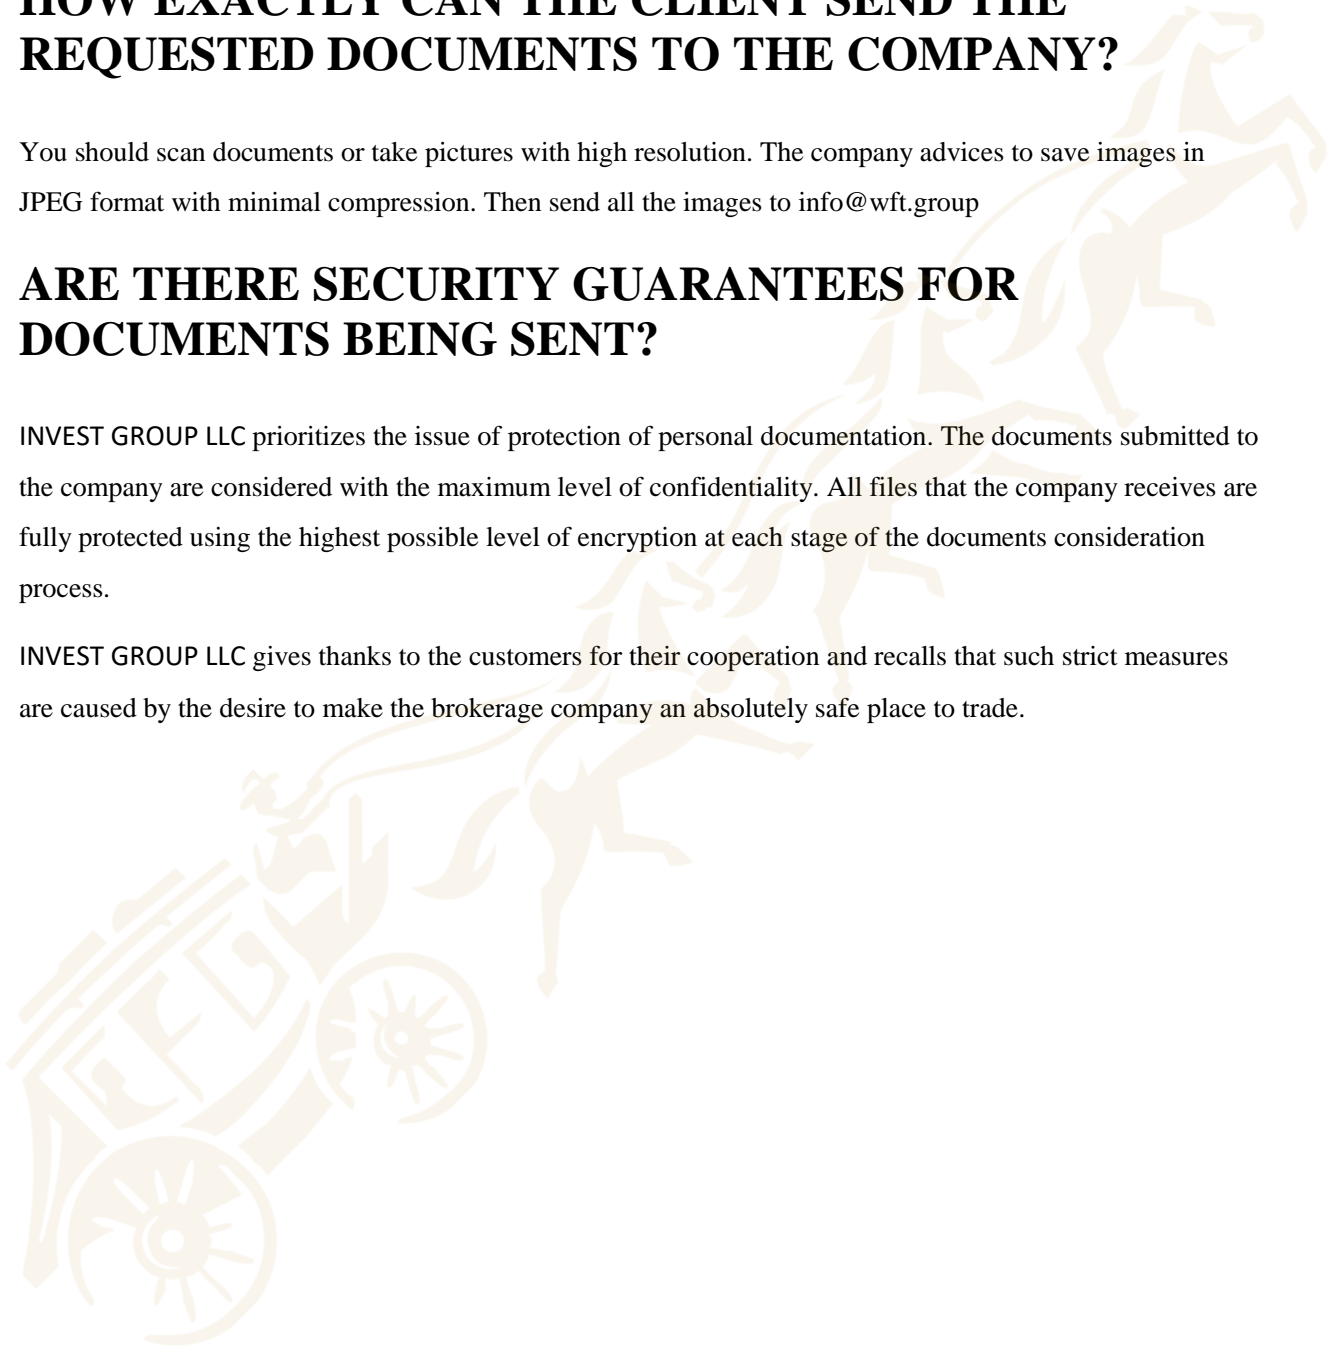 HOW EXACTLY CAN THE CLIENT SEND THE
REQUESTED DOCUMENTS TO THE COMPANY?
You should scan documents or take pictures with high resolution. The company advices to save images in
JPEG format with minimal compression. Then send all the images to info@wft.group
ARE THERE SECURITY GUARANTEES FOR
DOCUMENTS BEING SENT?
INVEST GROUP LLC prioritizes the issue of protection of personal documentation. The documents submitted to
the company are considered with the maximum level of confidentiality. All files that the company receives are
fully protected using the highest possible level of encryption at each stage of the documents consideration
process.
INVEST GROUP LLC gives thanks to the customers for their cooperation and recalls that such strict measures
are caused by the desire to make the brokerage company an absolutely safe place to trade.